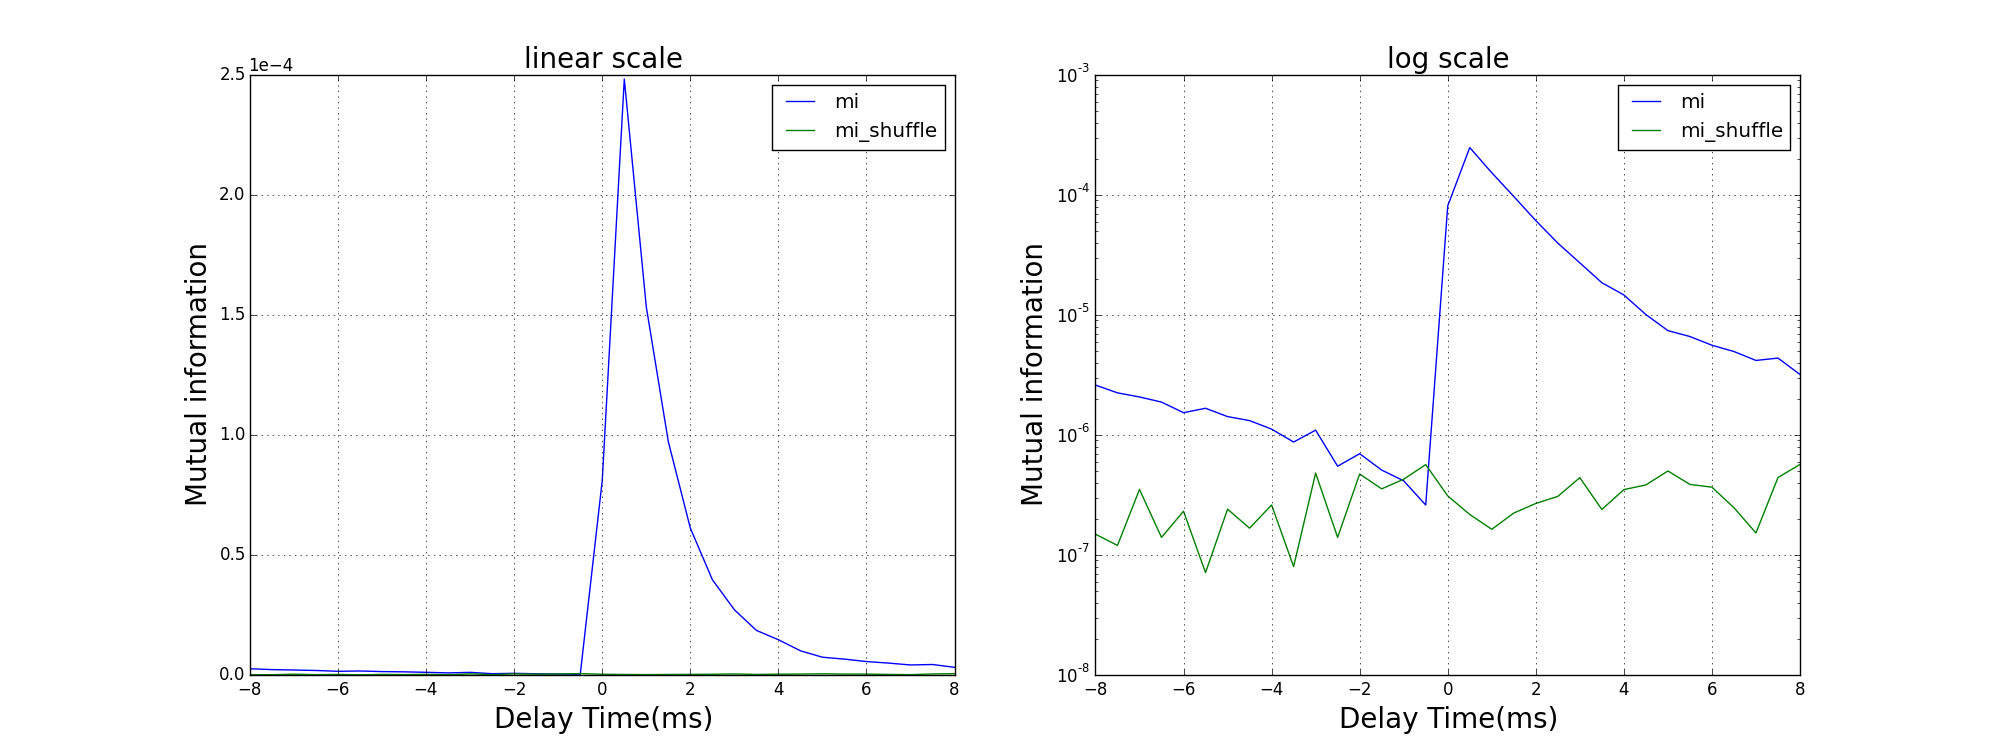 linear scale
1e−4
2.5
2.0
1.5
1.0
0.5
0.0
−8 −6 −4 −2 0 2 4 6 8
Delay Time(ms)
Mutual information
mi
mi_shuffle
log scale
10^-3
10^-4
10^-5
10^-6
10^-7
10^-8
−8 −6 −4 −2 0 2 4 6 8
Delay Time(ms)
Mutual information
mi
mi_shuffle